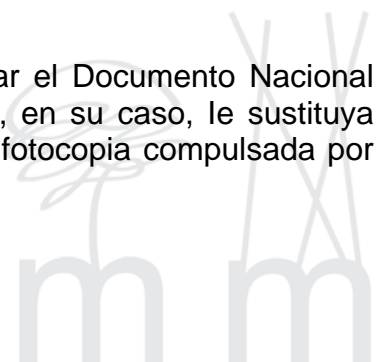 ar el Documento Nacional
, en su caso, le sustituya
fotocopia compulsada por
m m